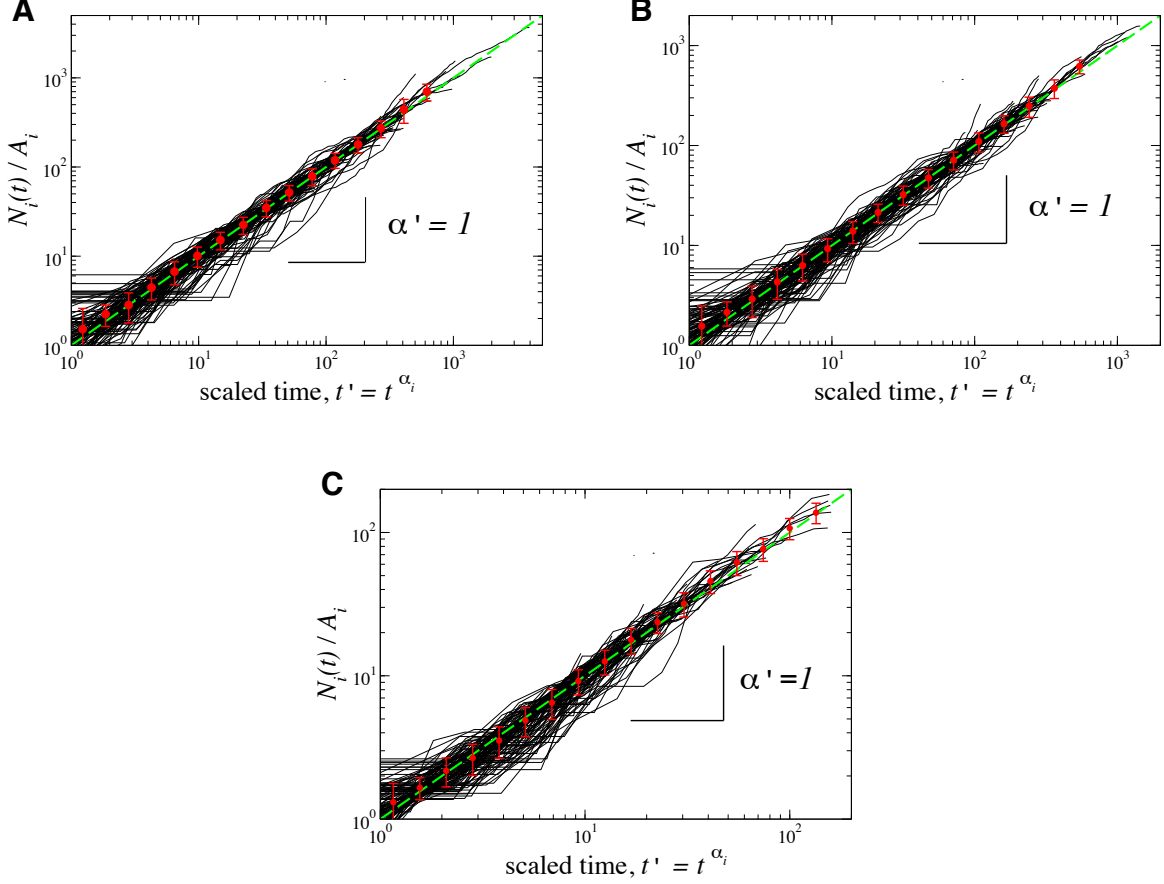 A
N_i(t) / A_i
10^3
10^2
10^1
10^0
α' = 1
10^0 10^1 10^2 10^3
scaled time, t' = t^{α_i}
B
N_i(t) / A_i
10^3
10^2
10^1
10^0
α' = 1
10^0 10^1 10^2 10^3
scaled time, t' = t^{α_i}
C
N_i(t) / A_i
10^2
10^1
10^0
α' =1
10^0 10^1 10^2
scaled time, t' = t^{α_i}